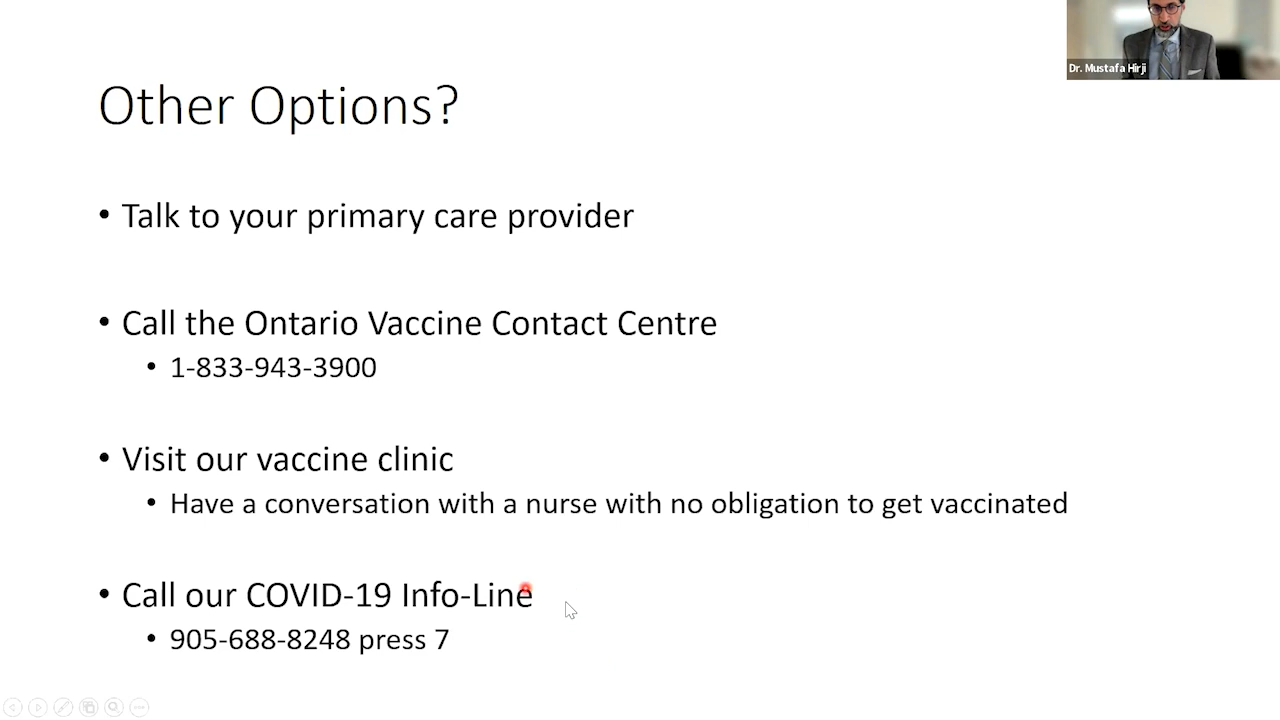 Dr. Mustafa Hirji
Other Options?
• Talk to your primary care provider
• Call the Ontario Vaccine Contact Centre
• 1-833-943-3900
• Visit our vaccine clinic
• Have a conversation with a nurse with no obligation to get vaccinated
• Call our COVID-19 Info-Line
• 905-688-8248 press 7